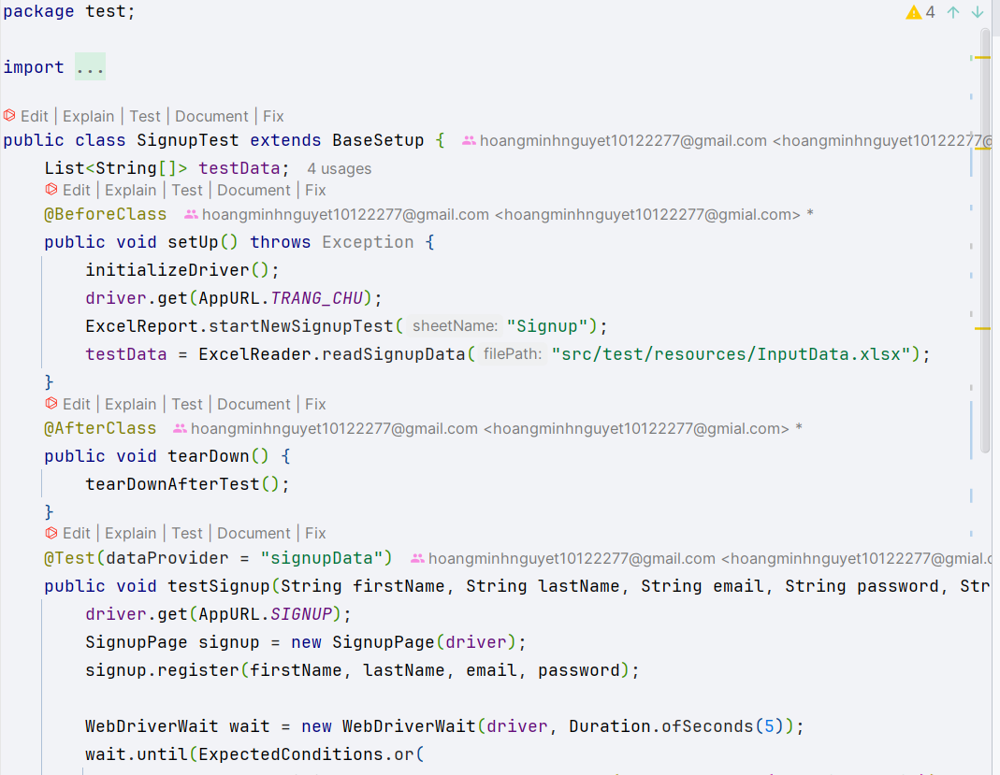 package test;
4
import ...
Edit | Explain | Test | Document | Fix
public class SignupTest extends BaseSetup { hoangminhnguyet10122277@gmail.com <hoangminhnguyet10122277@g
List<String[]> testData; 4 usages
Edit | Explain | Test | Document | Fix
@BeforeClass hoangminhnguyet10122277@gmail.com <hoangminhnguyet10122277@gmial.com> *
public void setUp() throws Exception {
initializeDriver();
driver.get(AppURL.TRANG_CHU);
ExcelReport.startNewSignupTest( sheetName: "Signup");
testData = ExcelReader.readSignupData( filePath: "src/test/resources/InputData.xlsx");
}
Edit | Explain | Test | Document | Fix
@AfterClass hoangminhnguyet10122277@gmail.com <hoangminhnguyet10122277@gmial.com> *
public void tearDown() {
tearDownAfterTest();
}
Edit | Explain | Test | Document | Fix
@Test(dataProvider = "signupData") hoangminhnguyet10122277@gmail.com <hoangminhnguyet10122277@gmial.c
public void testSignup(String firstName, String lastName, String email, String password, Str
driver.get(AppURL.SIGNUP);
SignupPage signup = new SignupPage(driver);
signup.register(firstName, lastName, email, password);
WebDriverWait wait = new WebDriverWait(driver, Duration.ofSeconds(5));
wait.until(ExpectedConditions.or(